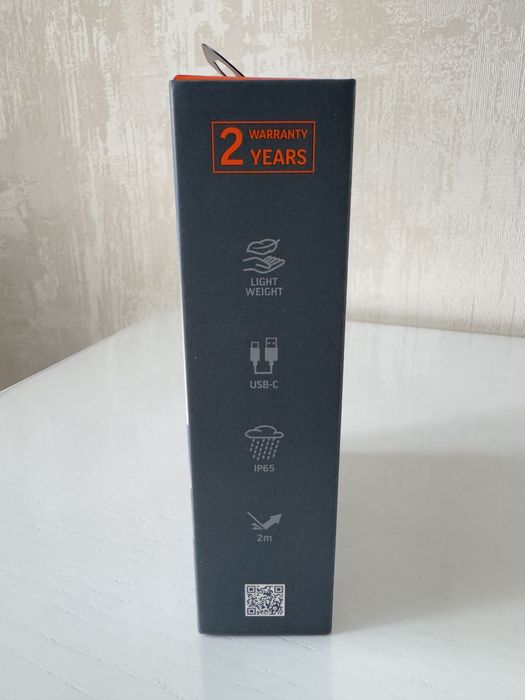 2 WARRANTY
YEARS
LIGHT
WEIGHT
USB-C
IP65
2m